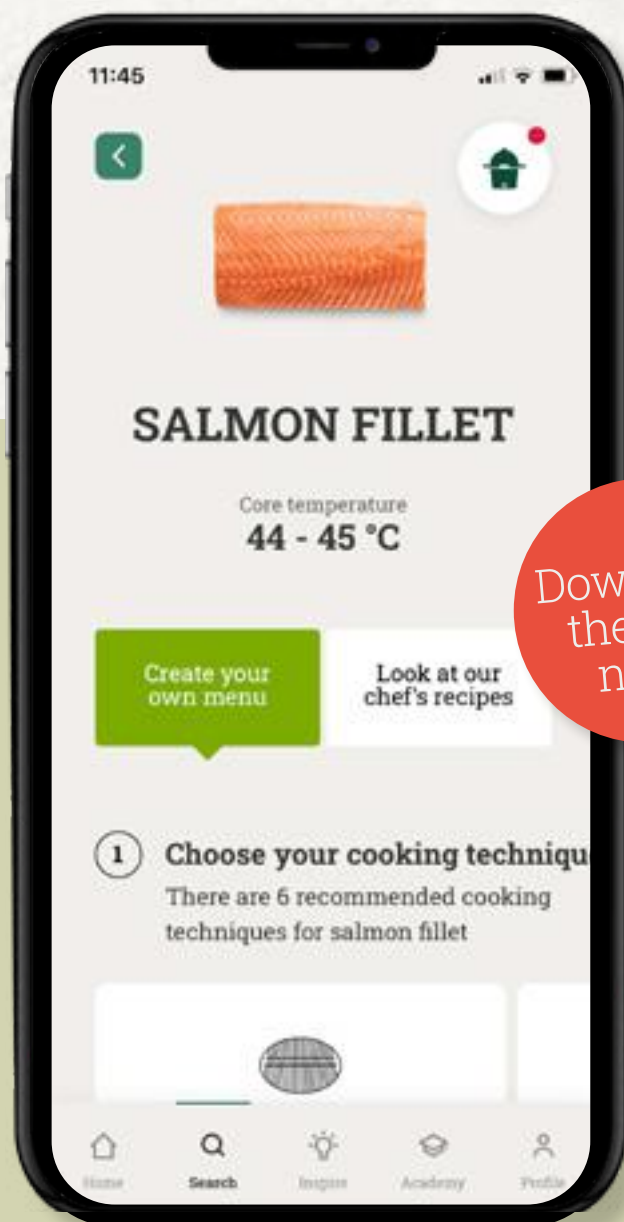 11:45
SALMON FILLET
Core temperature
44 - 45 °C
Create your
own menu
Look at our
chef's recipes
1
Choose your cooking
There are 6 recommended cooking
techniques for salmon fillet
Home
Search
Inspire
Academy
Profile